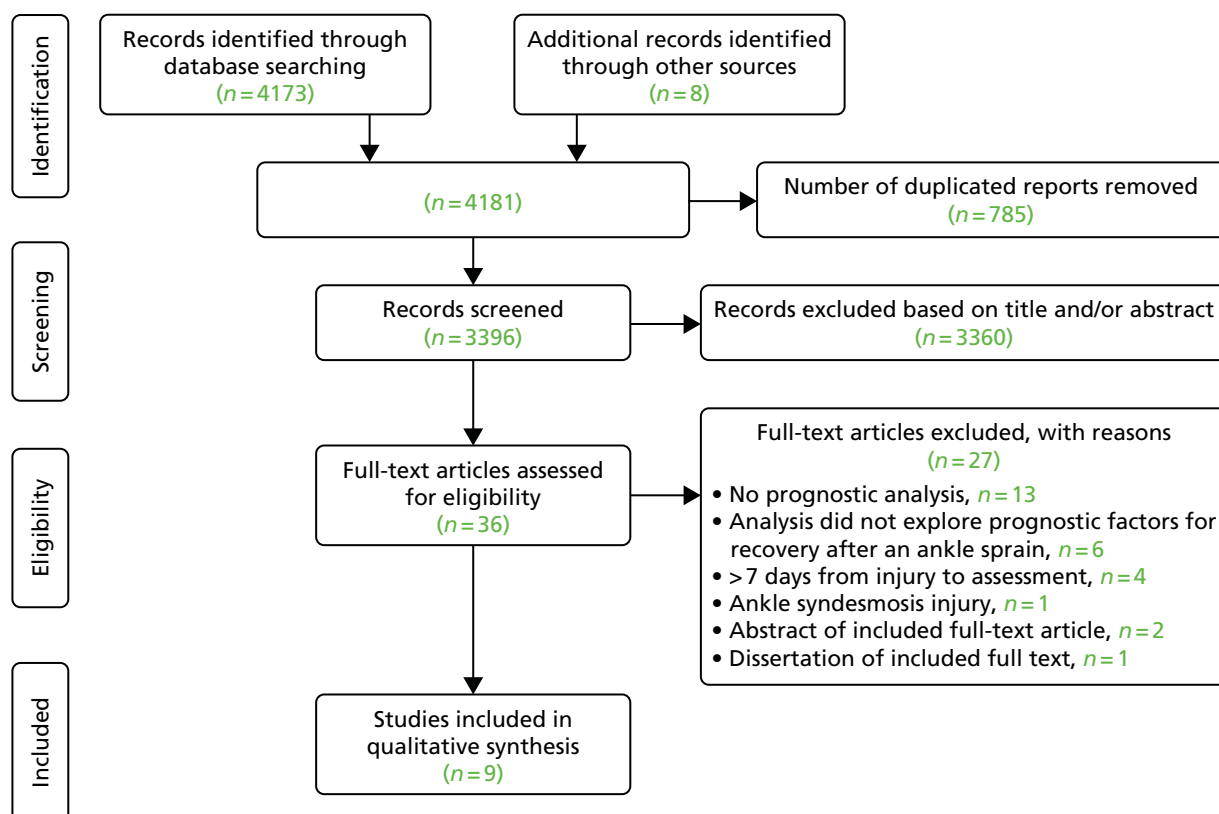 Identification
Records identified through
database searching
(n=4173)
Additional records identified
through other sources
(n=8)
(n=4181)
Number of duplicated reports removed
(n=785)
Screening
Records screened
(n=3396)
Records excluded based on title and/or abstract
(n=3360)
Eligibility
Full-text articles assessed
for eligibility
(n=36)
Full-text articles excluded, with reasons
(n=27)
• No prognostic analysis, n=13
• Analysis did not explore prognostic factors for
recovery after an ankle sprain, n=6
• >7 days from injury to assessment, n=4
• Ankle syndesmosis injury, n=1
• Abstract of included full-text article, n=2
• Dissertation of included full text, n=1
Included
Studies included in
qualitative synthesis
(n=9)